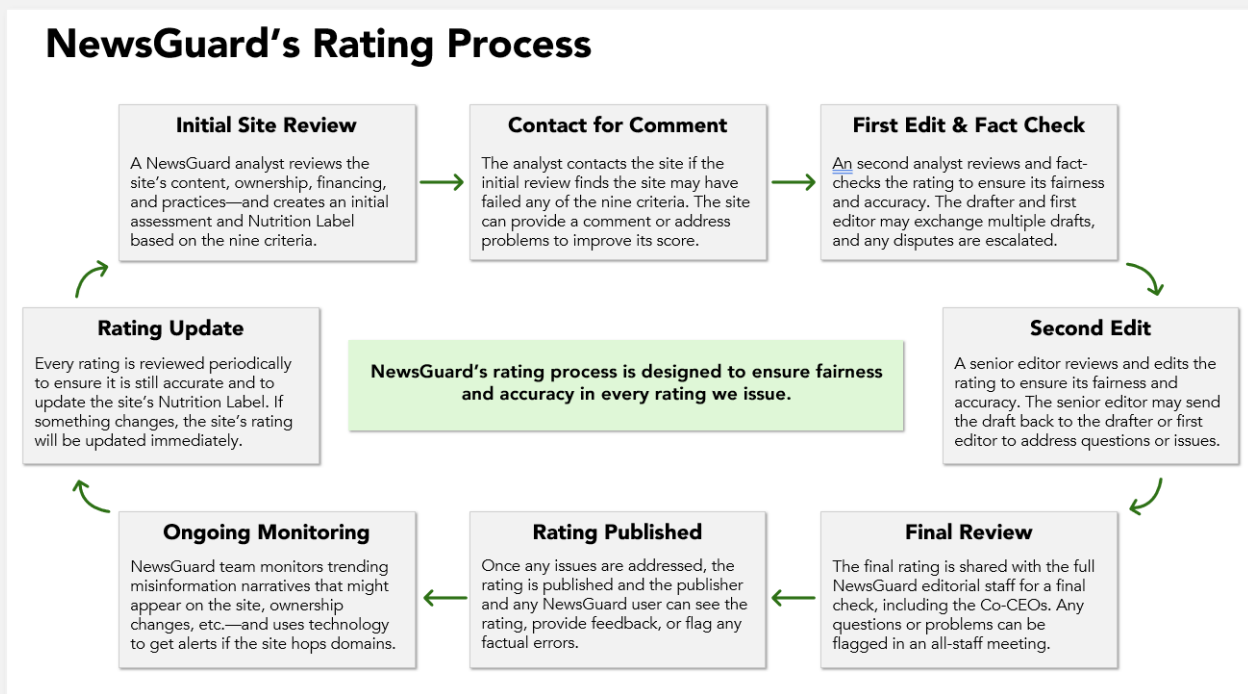 NewsGuard’s Rating Process
Initial Site Review
A NewsGuard analyst reviews the
site’s content, ownership, financing,
and practices—and creates an initial
assessment and Nutrition Label
based on the nine criteria.
Contact for Comment
The analyst contacts the site if the
initial review finds the site may have
failed any of the nine criteria. The site
can provide a comment or address
problems to improve its score.
First Edit & Fact Check
An second analyst reviews and fact-
checks the rating to ensure its fairness
and accuracy. The drafter and first
editor may exchange multiple drafts,
and any disputes are escalated.
Second Edit
A senior editor reviews and edits the
rating to ensure its fairness and
accuracy. The senior editor may send
the draft back to the drafter or first
editor to address questions or issues.
Final Review
The final rating is shared with the full
NewsGuard editorial staff for a final
check, including the Co-CEOs. Any
questions or problems can be
flagged in an all-staff meeting.
Rating Published
Once any issues are addressed, the
rating is published and the publisher
and any NewsGuard user can see the
rating, provide feedback, or flag any
factual errors.
Ongoing Monitoring
NewsGuard team monitors trending
misinformation narratives that might
appear on the site, ownership
changes, etc.—and uses technology
to get alerts if the site hops domains.
Rating Update
Every rating is reviewed periodically
to ensure it is still accurate and to
update the site’s Nutrition Label. If
something changes, the site’s rating
will be updated immediately.
NewsGuard’s rating process is designed to ensure fairness
and accuracy in every rating we issue.